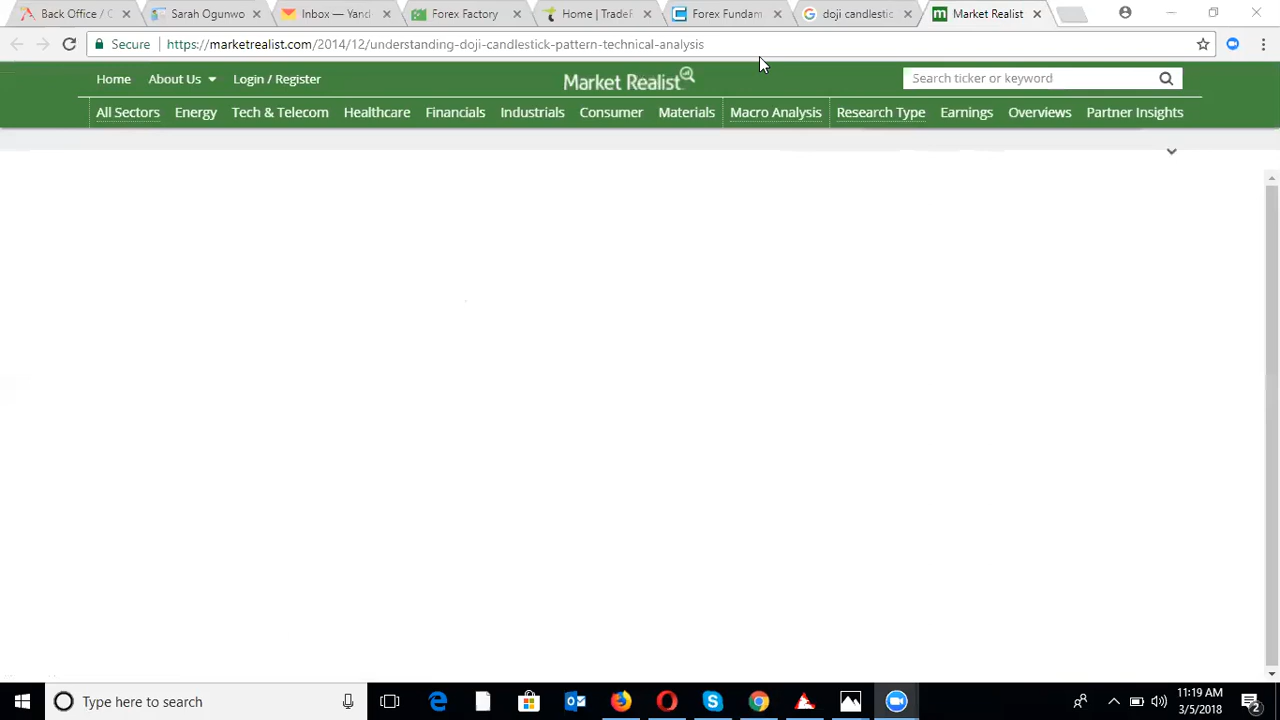 Back Office / C
Sarah Ogunw
Inbox — Yand
Forex Factory
Home | TradeF
Forex Fundam
doji candlestic
Market Realist
Secure
https://marketrealist.com/2014/12/understanding-doji-candlestick-pattern-technical-analysis
Home
About Us
Login / Register
Market Realist
Search ticker or keyword
All Sectors
Energy
Tech & Telecom
Healthcare
Financials
Industrials
Consumer
Materials
Macro Analysis
Research Type
Earnings
Overviews
Partner Insights
Type here to search
11:19 AM
3/5/2018
2